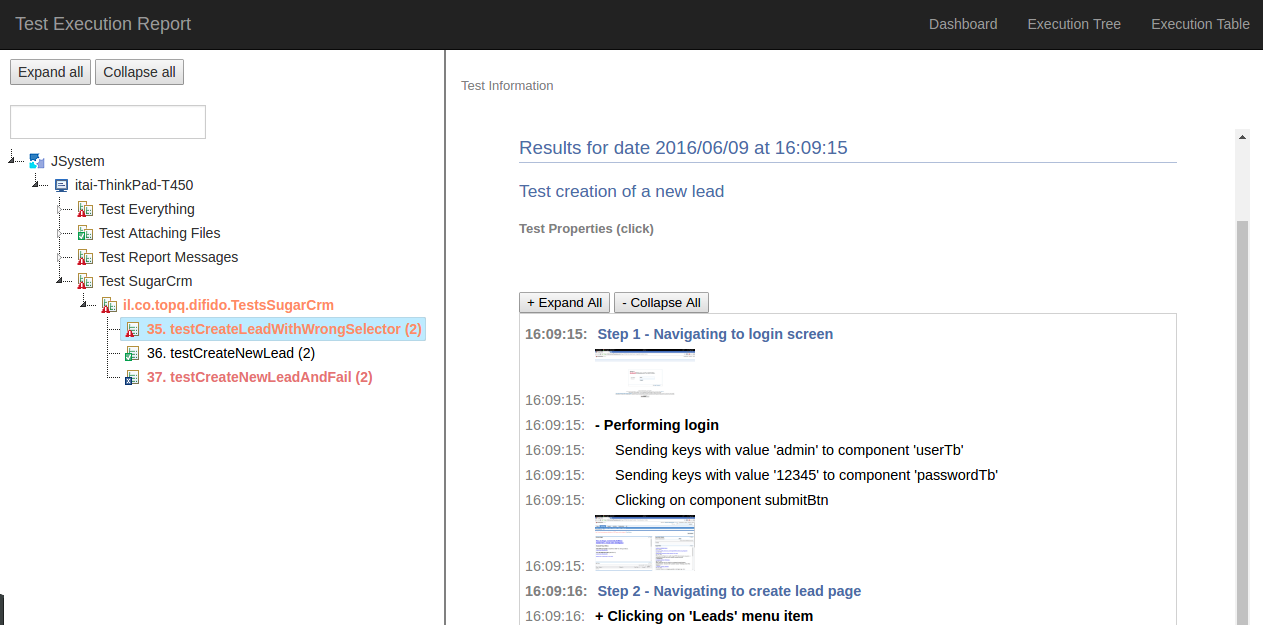 Test Execution Report
Dashboard
Execution Tree
Execution Table
Expand all
Collapse all
JSystem
itai-ThinkPad-T450
Test Everything
Test Attaching Files
Test Report Messages
Test SugarCrm
il.co.topq.difido.TestsSugarCrm
35. testCreateLeadWithWrongSelector (2)
36. testCreateNewLead (2)
37. testCreateNewLeadAndFail (2)
Test Information
Results for date 2016/06/09 at 16:09:15
Test creation of a new lead
Test Properties (click)
+ Expand All
- Collapse All
16:09:15: Step 1 - Navigating to login screen
16:09:15:
16:09:15: - Performing login
16:09:15: Sending keys with value 'admin' to component 'userTb'
16:09:15: Sending keys with value '12345' to component 'passwordTb'
16:09:15: Clicking on component submitBtn
16:09:15:
16:09:16: Step 2 - Navigating to create lead page
16:09:16: + Clicking on 'Leads' menu item